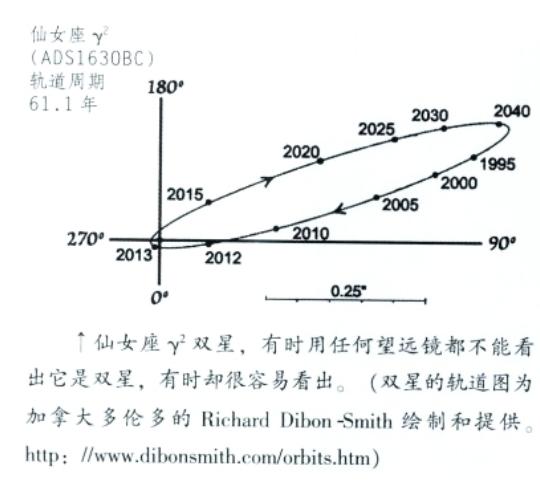 仙女座 γ²
(ADS1630BC)
轨道周期
61.1 年
180°
2040
2030
2025
2020
1995
2000
2015
2005
2010
270°
90°
2013
2012
0°
0.25"
↑仙女座 γ² 双星，有时用任何望远镜都不能看
出它是双星，有时却很容易看出。（双星的轨道图为
加拿大多伦多的 Richard Dibon-Smith 绘制和提供。
http：//www.dibonsmith.com/orbits.htm）